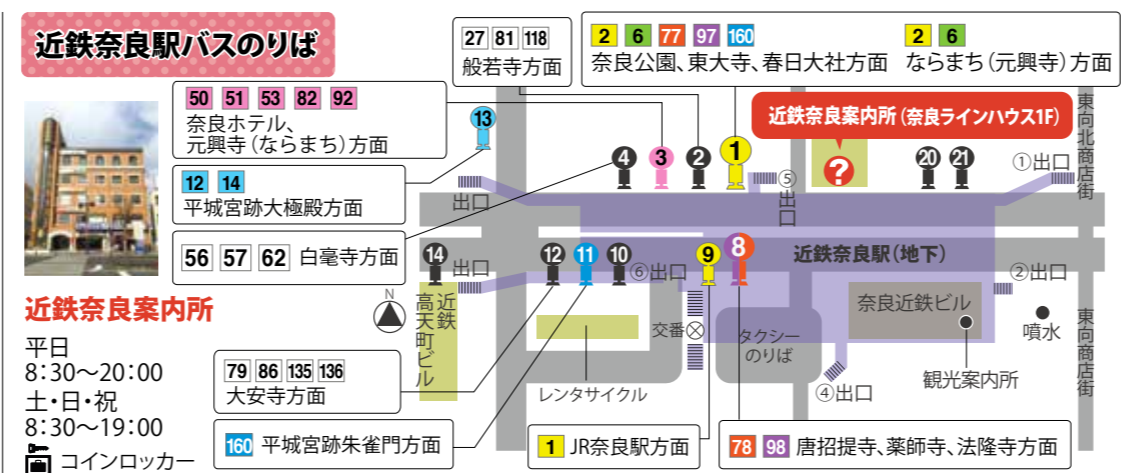 近鉄奈良駅バスのりば
27 81 118
般若寺方面
2 6 77 97 160
奈良公園、東大寺、春日大社方面
2 6
ならまち(元興寺)方面
50 51 53 82 92
奈良ホテル、
元興寺(ならまち)方面
13
近鉄奈良案内所(奈良ラインハウス1F)
?
東向北商店街
12 14
平城宮跡大極殿方面
4
3
2
1
20
21
①出口
⑤出口
出口
56 57 62 白毫寺方面
14
出口
12
11
10
⑥出口
9
8
近鉄奈良駅(地下)
②出口
近鉄奈良案内所
平日
8:30〜20:00
土・日・祝
8:30〜19:00
コインロッカー
N
近鉄
高天町ビル
交番
タクシー
のりば
奈良近鉄ビル
噴水
東向商店街
79 86 135 136
大安寺方面
レンタサイクル
④出口
観光案内所
160 平城宮跡朱雀門方面
1 JR奈良駅方面
78 98 唐招提寺、薬師寺、法隆寺方面